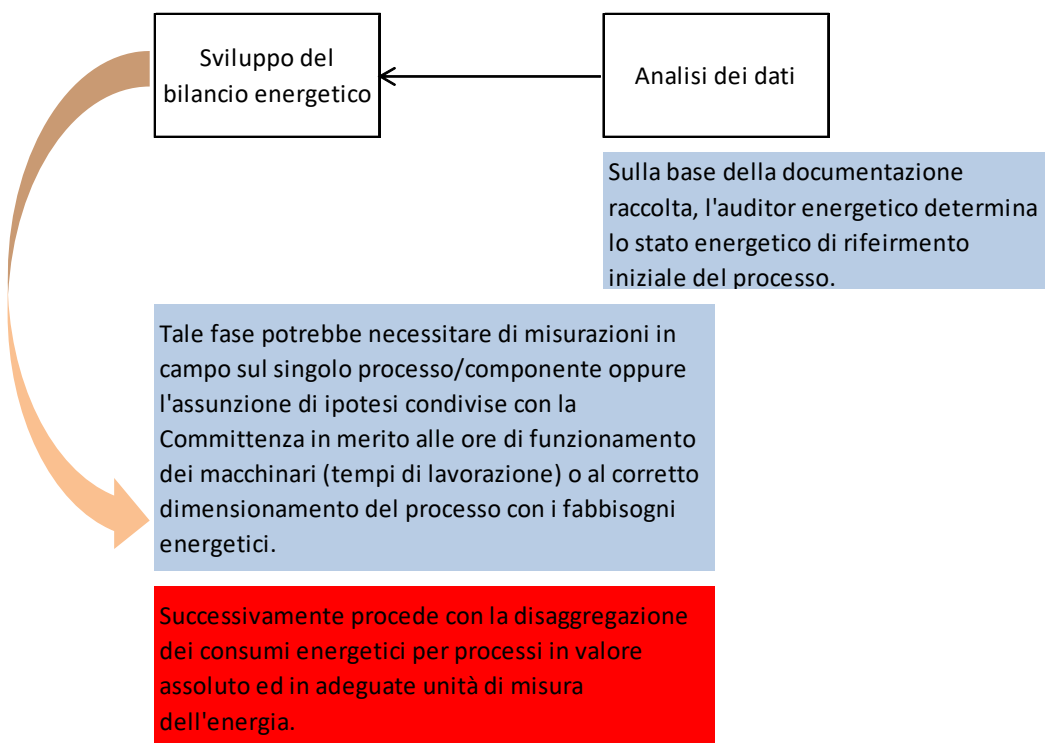 Sviluppo del
bilancio energetico
Analisi dei dati
Sulla base della documentazione
raccolta, l'auditor energetico determina
lo stato energetico di rifeirmento
iniziale del processo.
Tale fase potrebbe necessitare di misurazioni in
campo sul singolo processo/componente oppure
l'assunzione di ipotesi condivise con la
Committenza in merito alle ore di funzionamento
dei macchinari (tempi di lavorazione) o al corretto
dimensionamento del processo con i fabbisogni
energetici.
Successivamente procede con la disaggregazione
dei consumi energetici per processi in valore
assoluto ed in adeguate unità di misura
dell'energia.